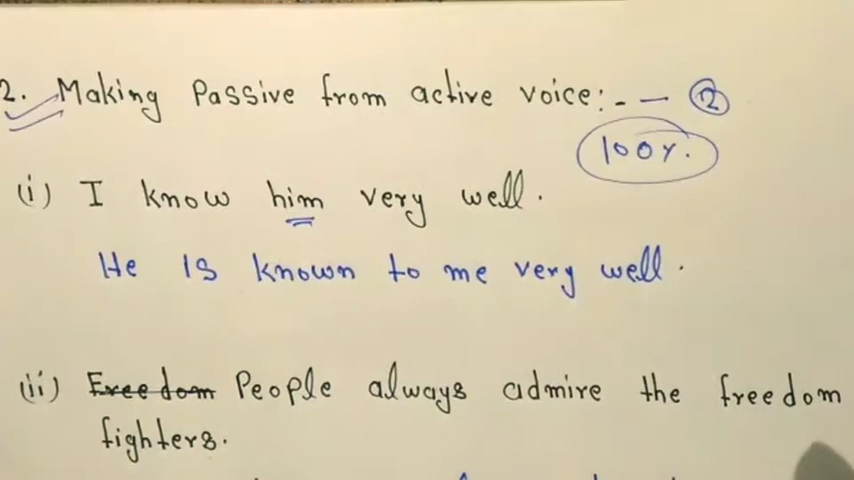 2. Making Passive from active voice:- — 2
100%.
(i) I know him very well.
He is known to me very well.
(ii) Freedom People always admire the freedom
fighters.